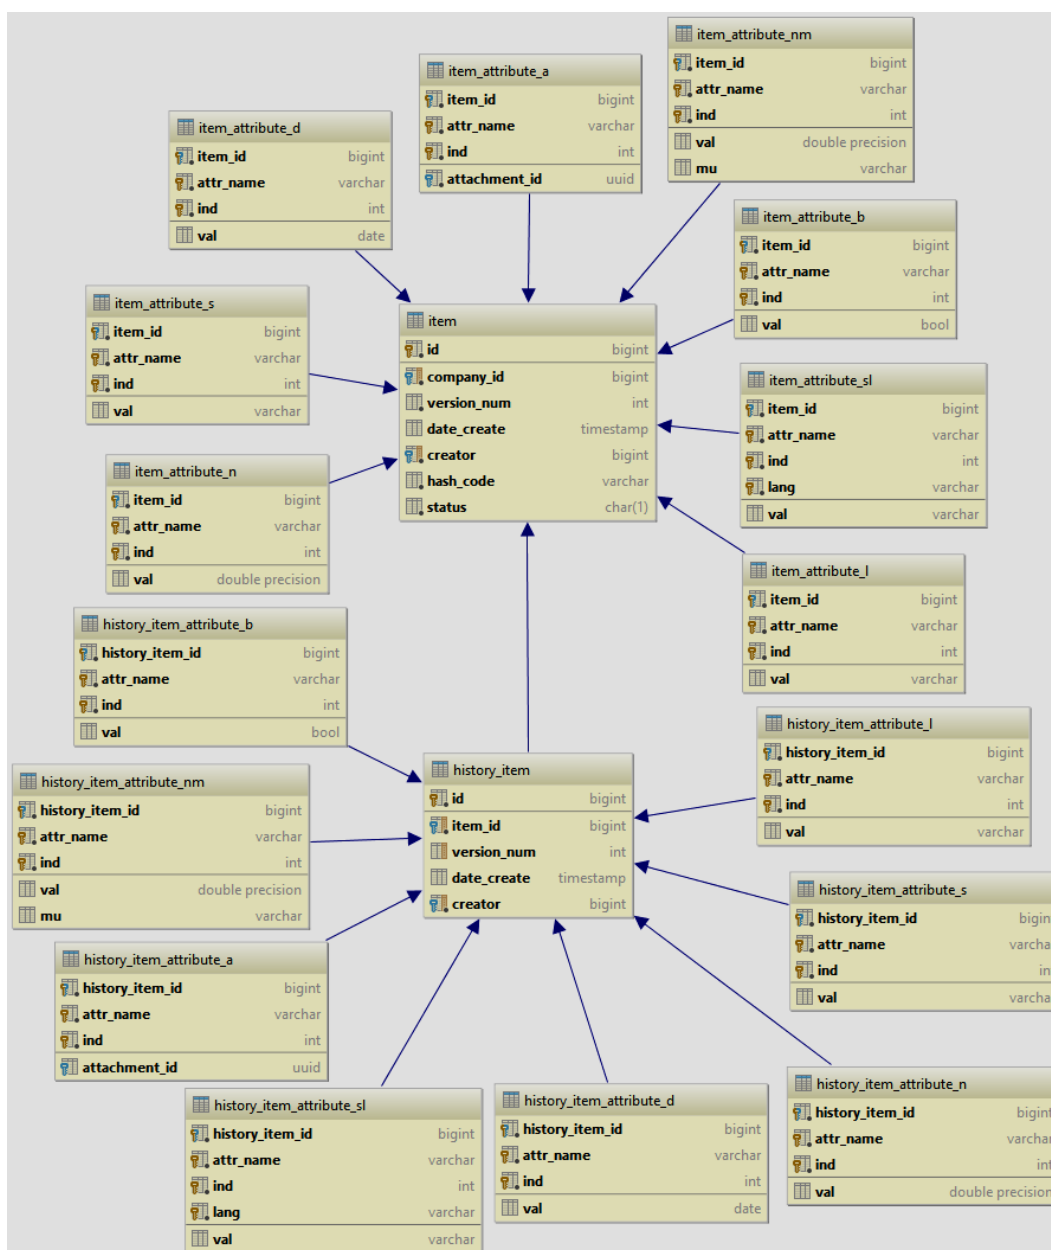 item_attribute_nm
item_id bigint
attr_name varchar
ind int
val double precision
mu varchar
item_attribute_a
item_id bigint
attr_name varchar
ind int
attachment_id uuid
item_attribute_d
item_id bigint
attr_name varchar
ind int
val date
item_attribute_b
item_id bigint
attr_name varchar
ind int
val bool
item_attribute_s
item_id bigint
attr_name varchar
ind int
val varchar
item
id bigint
company_id bigint
version_num int
date_create timestamp
creator bigint
hash_code varchar
status char(1)
item_attribute_sl
item_id bigint
attr_name varchar
ind int
lang varchar
val varchar
item_attribute_n
item_id bigint
attr_name varchar
ind int
val double precision
item_attribute_l
item_id bigint
attr_name varchar
ind int
val varchar
history_item_attribute_b
history_item_id bigint
attr_name varchar
ind int
val bool
history_item_attribute_l
history_item_id bigint
attr_name varchar
ind int
val varchar
history_item
id bigint
item_id bigint
version_num int
date_create timestamp
creator bigint
history_item_attribute_nm
history_item_id bigint
attr_name varchar
ind int
val double precision
mu varchar
history_item_attribute_s
history_item_id bigin
attr_name varcha
ind in
val varcha
history_item_attribute_a
history_item_id bigint
attr_name varchar
ind int
attachment_id uuid
history_item_attribute_n
history_item_id bigint
attr_name varchar
ind int
val double precision
history_item_attribute_d
history_item_id bigint
attr_name varchar
ind int
val date
history_item_attribute_sl
history_item_id bigint
attr_name varchar
ind int
lang varchar
val varchar